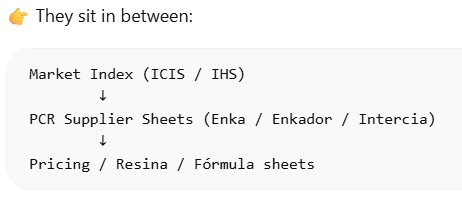 👉 They sit in between:
Market Index (ICIS / IHS)
↓
PCR Supplier Sheets (Enka / Enkador / Intercia)
↓
Pricing / Resina / Fórmula sheets